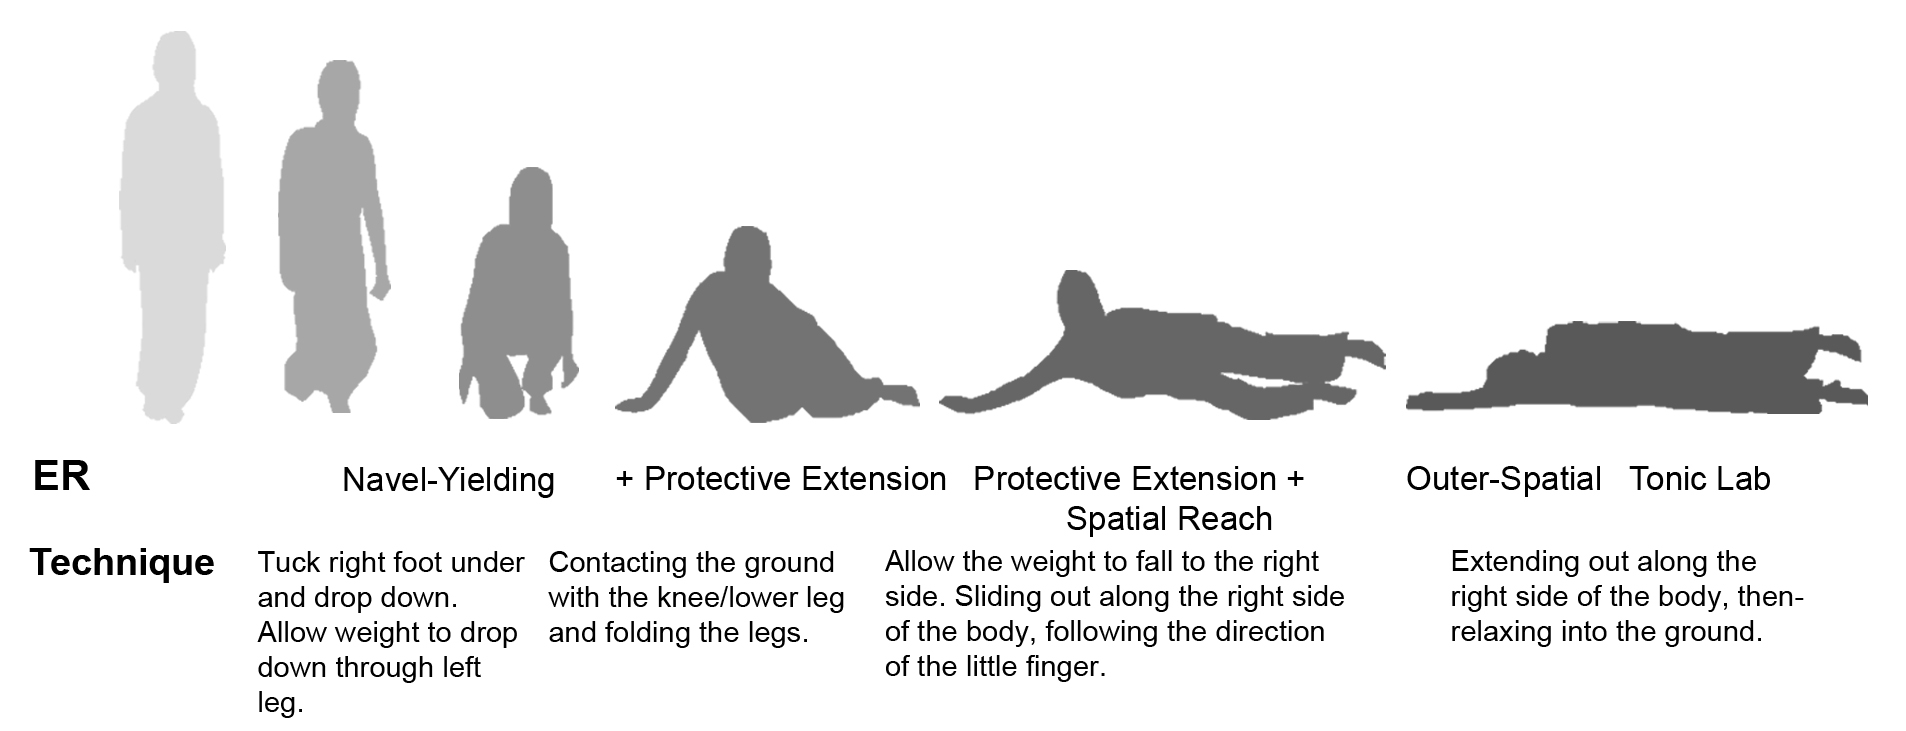 ER
Navel-Yielding
+ Protective Extension
Protective Extension +
Spatial Reach
Outer-Spatial
Tonic Lab
Technique
Tuck right foot under
and drop down.
Allow weight to drop
down through left
leg.
Contacting the ground
with the knee/lower leg
and folding the legs.
Allow the weight to fall to the right
side. Sliding out along the right side
of the body, following the direction
of the little finger.
Extending out along the
right side of the body, then-
relaxing into the ground.